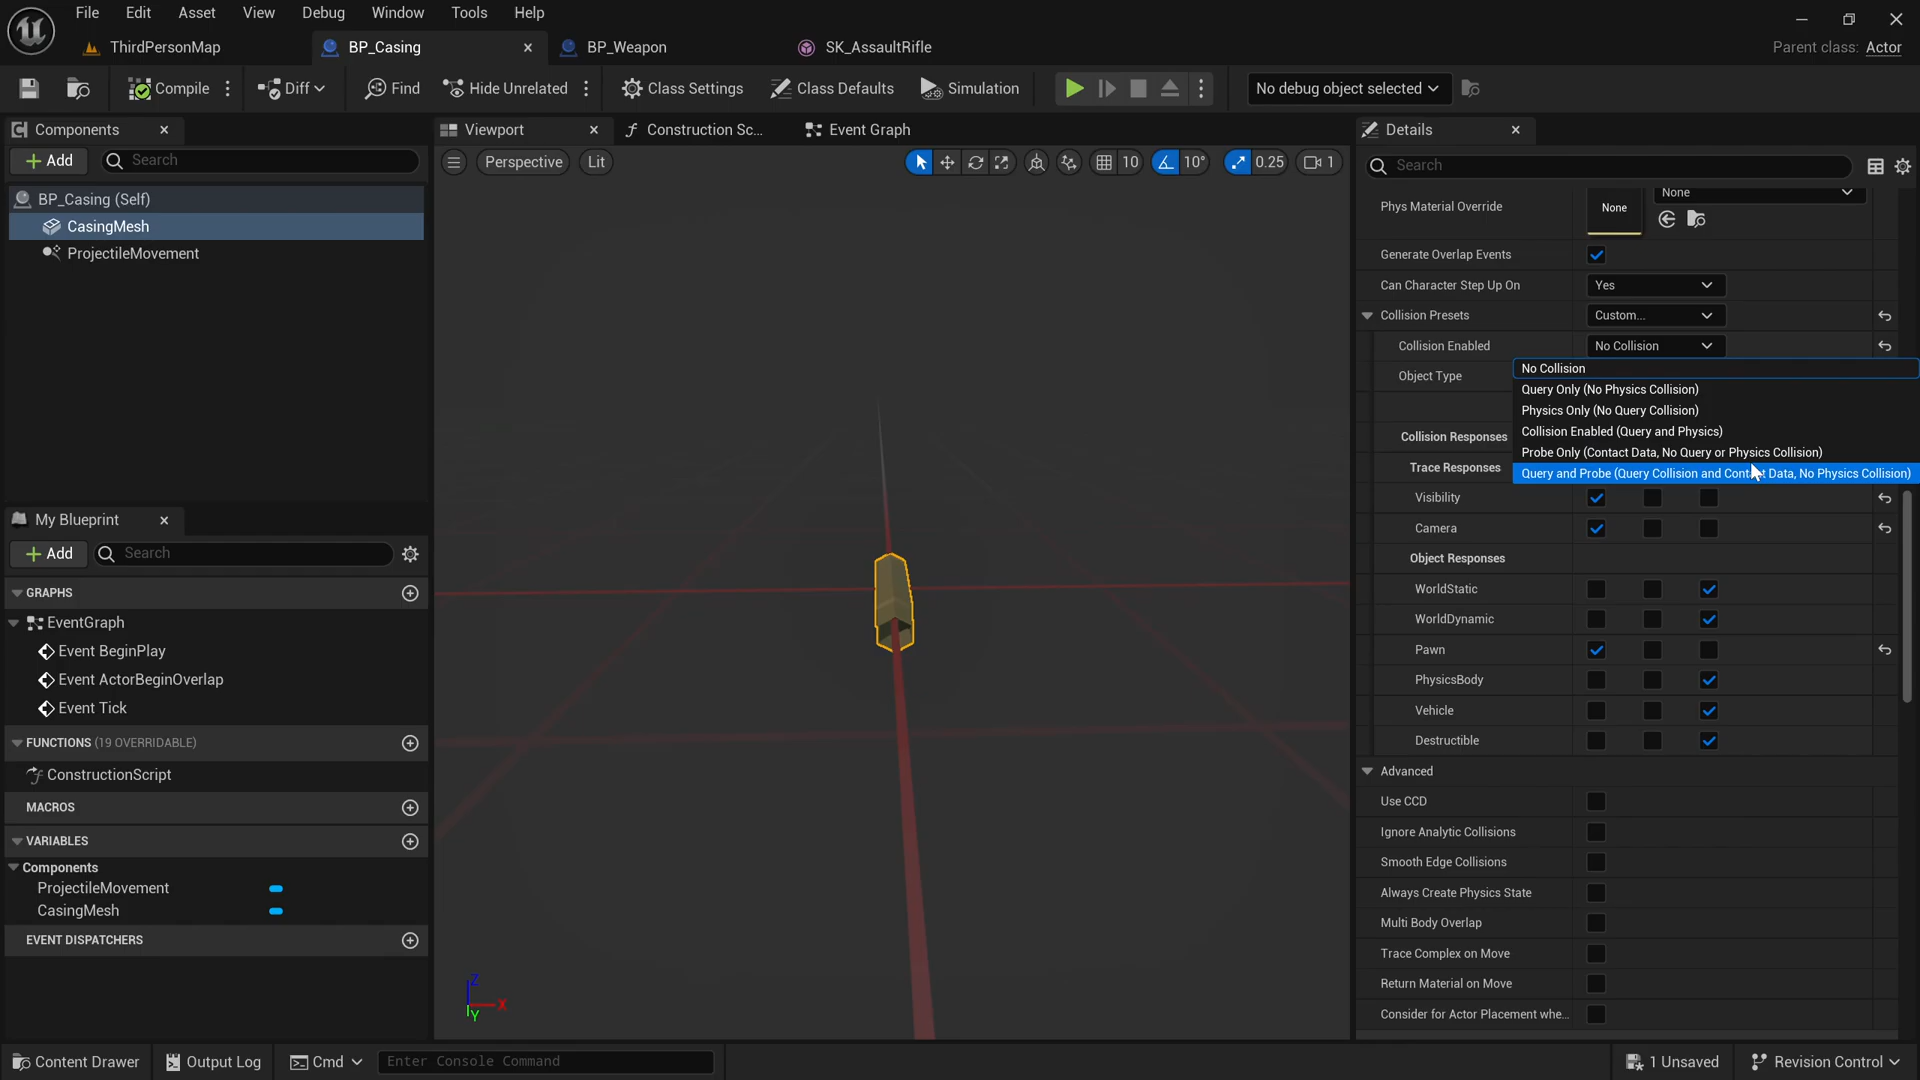 File Edit Asset View Debug Window Tools Help
ThirdPersonMap BP_Casing BP_Weapon SK_AssaultRifle
Parent class: Actor
Compile Diff Find Hide Unrelated Class Settings Class Defaults Simulation No debug object selected
Components
Add Search
BP_Casing (Self)
CasingMesh
ProjectileMovement
My Blueprint
Add Search
GRAPHS
EventGraph
Event BeginPlay
Event ActorBeginOverlap
Event Tick
FUNCTIONS (19 OVERRIDABLE)
ConstructionScript
MACROS
VARIABLES
Components
ProjectileMovement
CasingMesh
EVENT DISPATCHERS
Viewport Construction Sc... Event Graph
Perspective Lit 10 10° 0.25 1
Z
X
Y
Details
Search
Phys Material Override None None
Generate Overlap Events
Can Character Step Up On Yes
Collision Presets Custom...
Collision Enabled No Collision
Object Type
No Collision
Query Only (No Physics Collision)
Physics Only (No Query Collision)
Collision Enabled (Query and Physics)
Probe Only (Contact Data, No Query or Physics Collision)
Query and Probe (Query Collision and Contact Data, No Physics Collision)
Collision Responses
Trace Responses
Visibility
Camera
Object Responses
WorldStatic
WorldDynamic
Pawn
PhysicsBody
Vehicle
Destructible
Advanced
Use CCD
Ignore Analytic Collisions
Smooth Edge Collisions
Always Create Physics State
Multi Body Overlap
Trace Complex on Move
Return Material on Move
Consider for Actor Placement whe...
Content Drawer Output Log Cmd Enter Console Command 1 Unsaved Revision Control